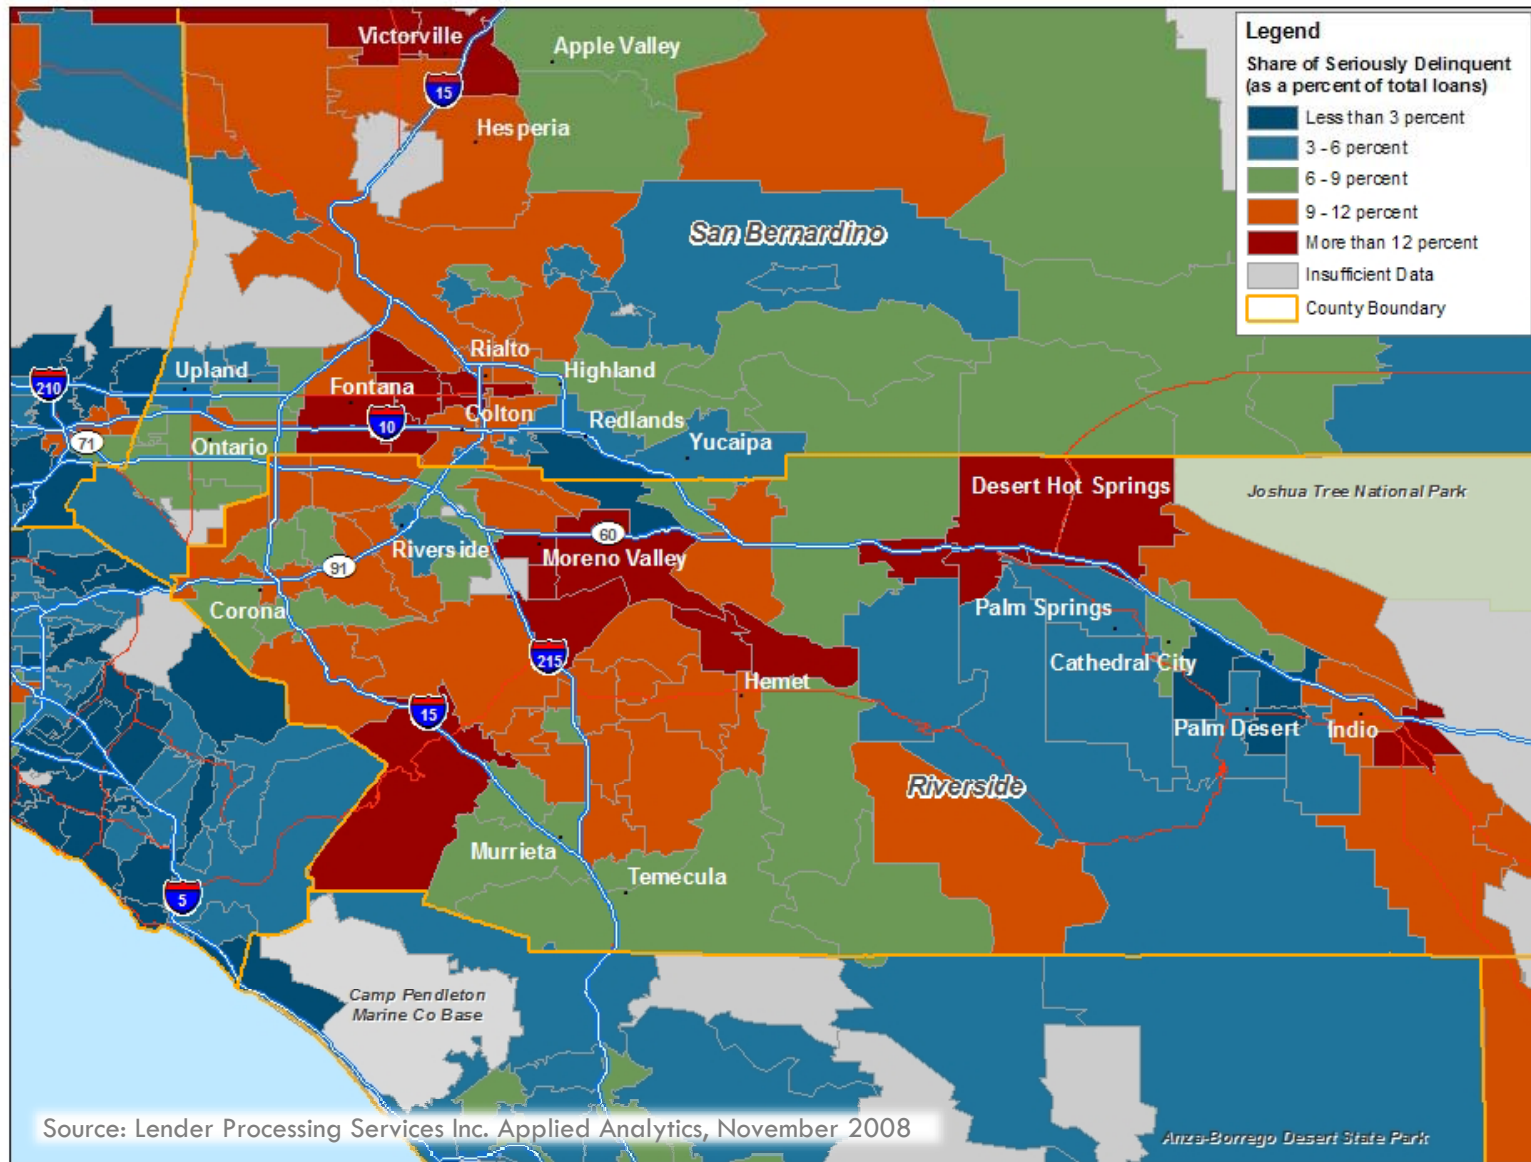 Victorville
Apple Valley
15
Hesperia
San Bernardino
Legend
Share of Seriously Delinquent
(as a percent of total loans)
Less than 3 percent
3 - 6 percent
6 - 9 percent
9 - 12 percent
More than 12 percent
Insufficient Data
County Boundary
Rialto
Upland
Highland
210
Fontana
Colton
10
Redlands
71
Ontario
Yucaipa
Desert Hot Springs
Joshua Tree National Park
60
Riverside
Moreno Valley
91
Corona
Palm Springs
215
Cathedral City
Hemet
15
Palm Desert
Indio
Riverside
Murrieta
Temecula
5
Camp Pendleton
Marine Co Base
Source: Lender Processing Services Inc. Applied Analytics, November 2008
Anza-Borrego Desert State Park